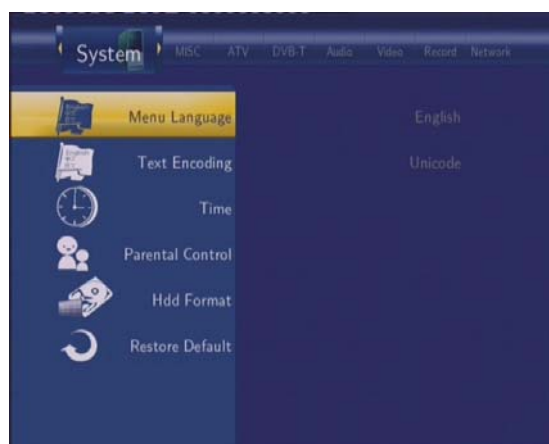 System MISC ATV DVB-T Audio Video Record Network
Menu Language English
Text Encoding Unicode
Time
Parental Control
Hdd Format
Restore Default